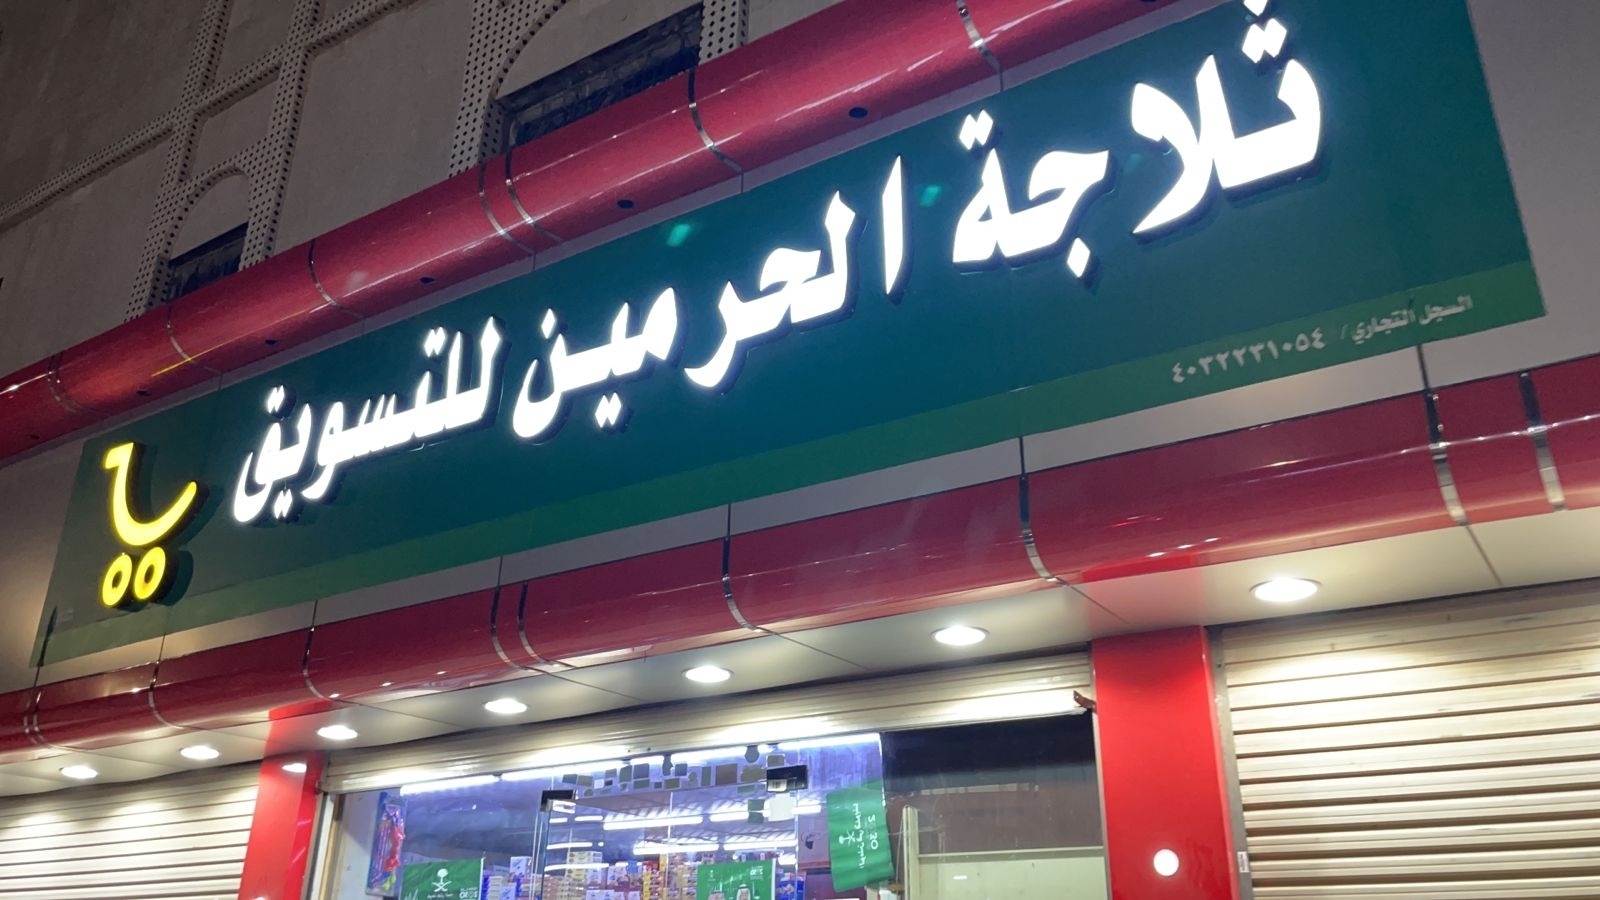 ثلاجة الحرمين للتسويق
السجل التجاري / ٤٠٣٢٢٣١٠٥٤